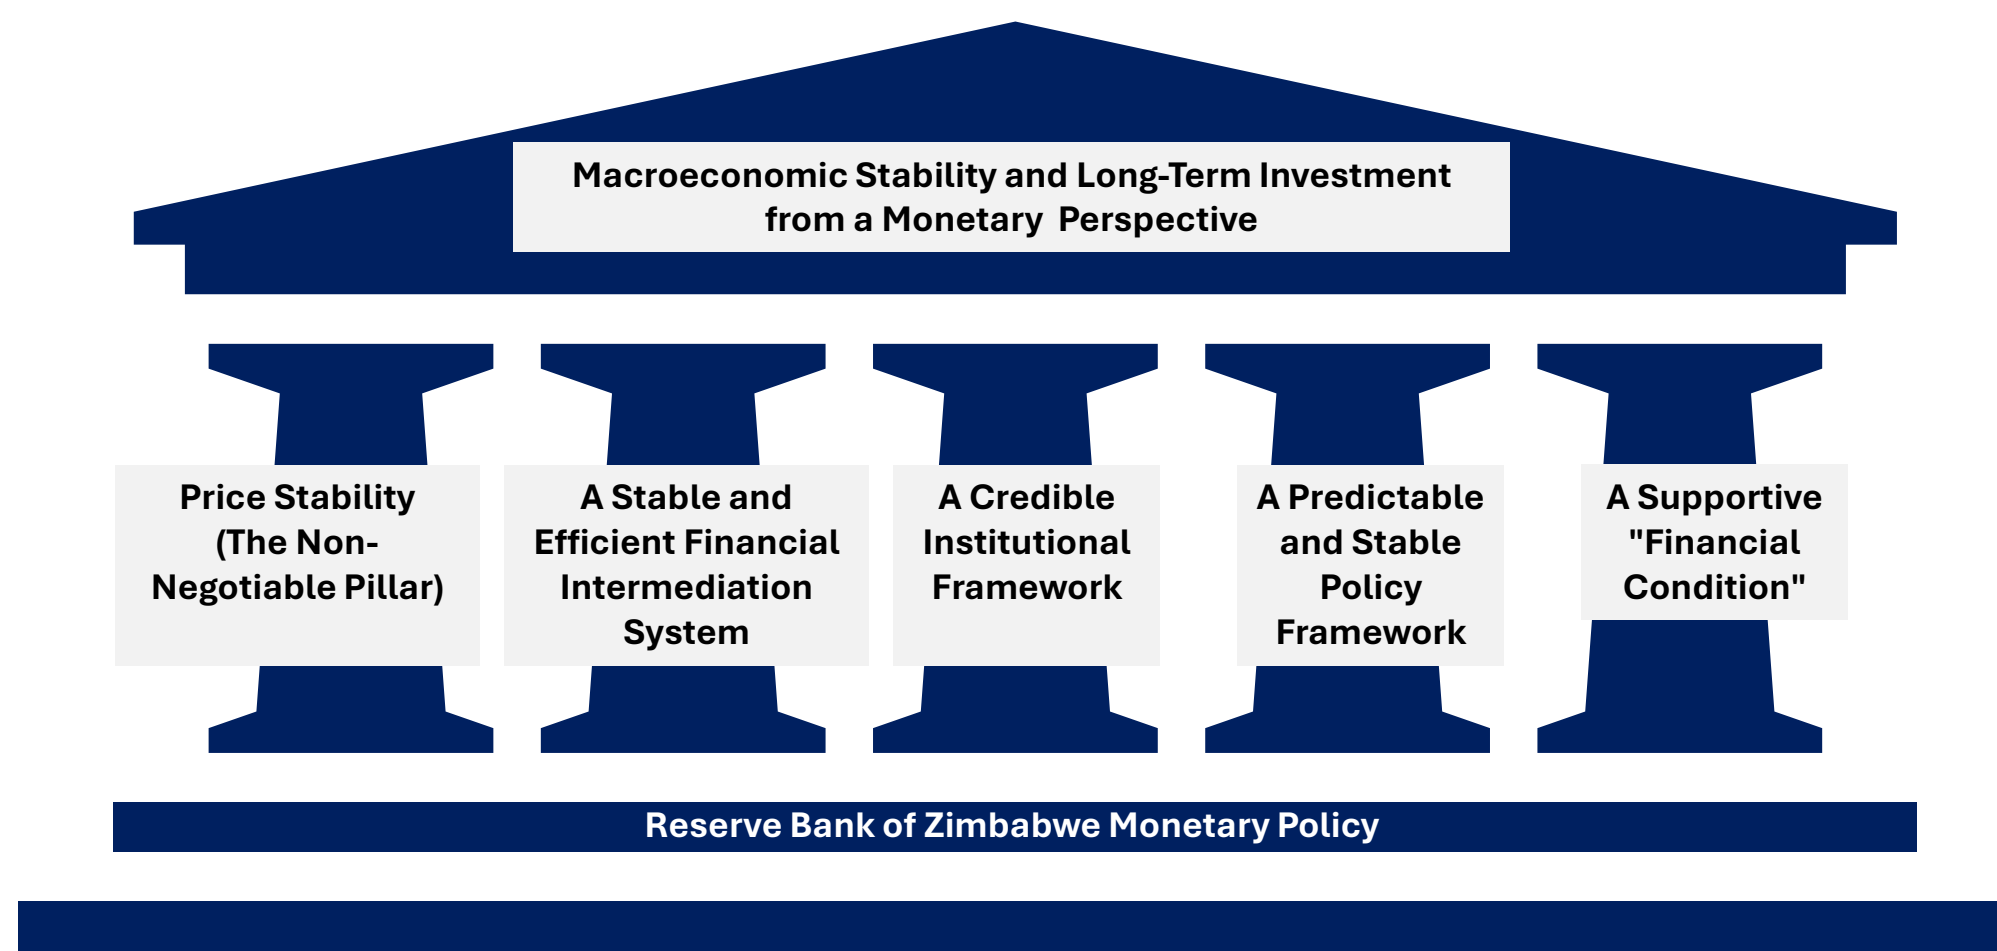 Macroeconomic Stability and Long-Term Investment
from a Monetary  Perspective
Price Stability
(The Non-
Negotiable Pillar)
A Stable and
Efficient Financial
Intermediation
System
A Credible
Institutional
Framework
A Predictable
and Stable
Policy
Framework
A Supportive
"Financial
Condition"
Reserve Bank of Zimbabwe Monetary Policy